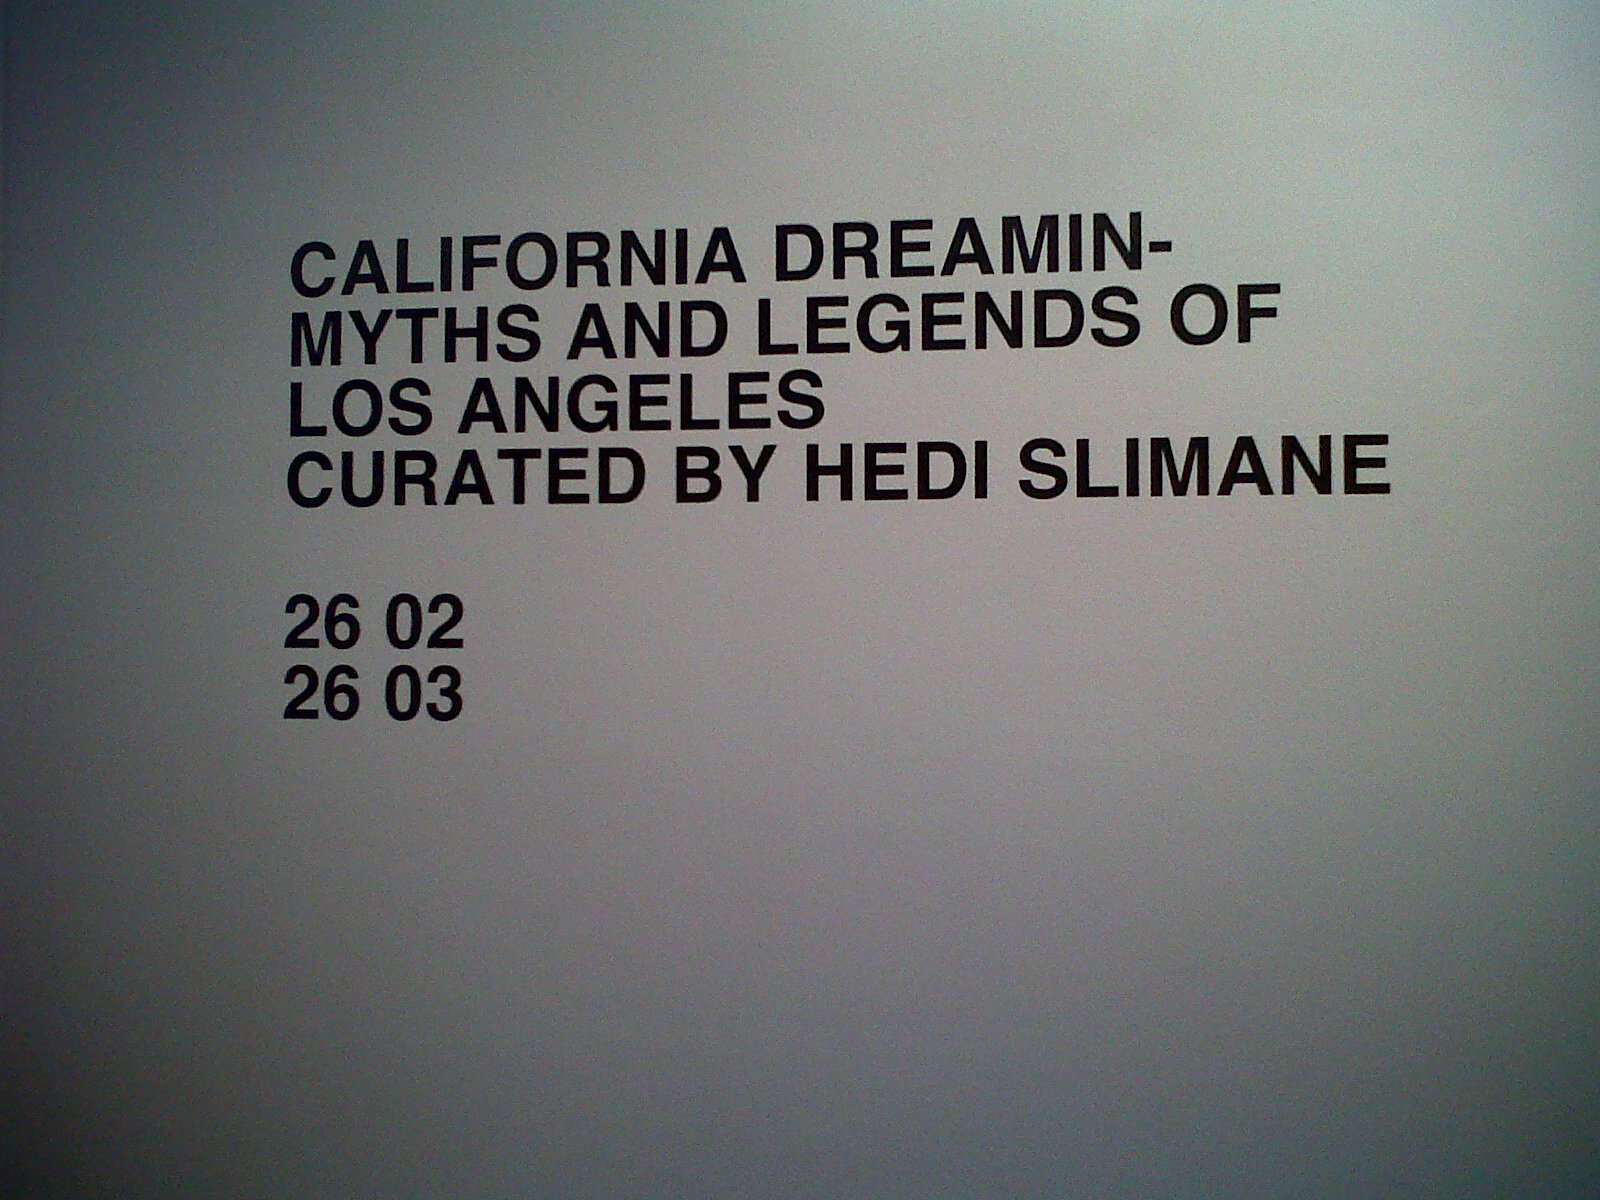 CALIFORNIA DREAMIN-
MYTHS AND LEGENDS OF
LOS ANGELES
CURATED BY HEDI SLIMANE
26 02
26 03